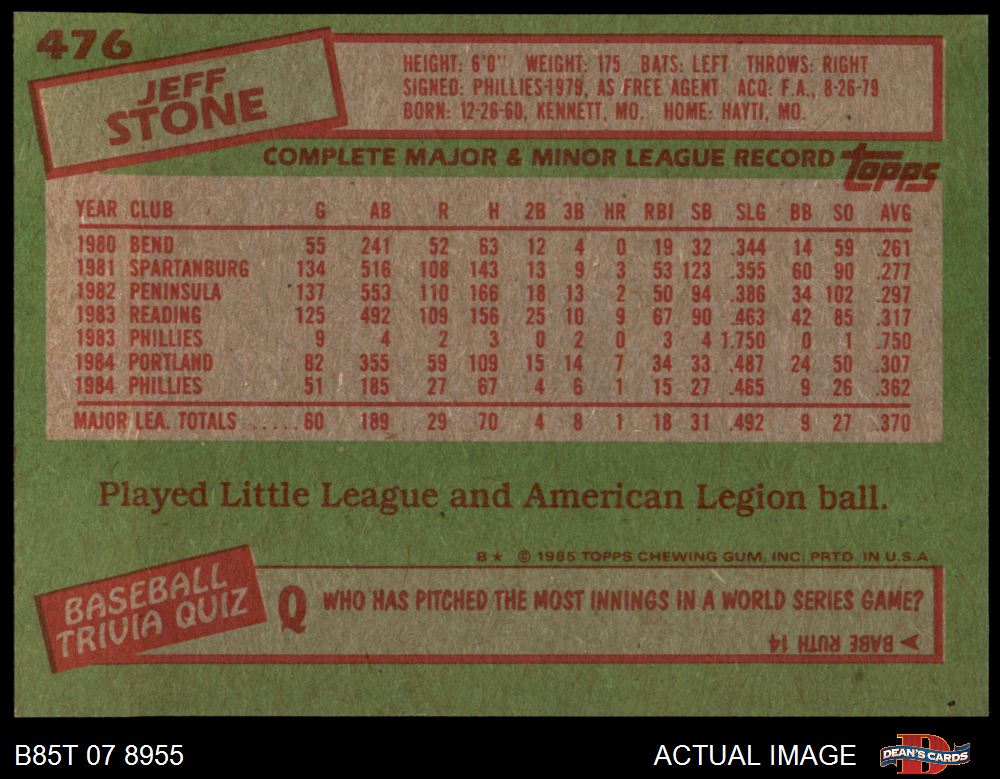 476
JEFF
STONE
HEIGHT: 6'0" WEIGHT: 175 BATS: LEFT THROWS: RIGHT
SIGNED: PHILLIES-1979, AS FREE AGENT ACQ: F.A., 8-26-79
BORN: 12-26-60, KENNETT, MO. HOME: HAYTI, MO.
COMPLETE MAJOR & MINOR LEAGUE RECORD
TOPPS
YEAR CLUB G AB R H 2B 3B HR RBI SB SLG BB SO AVG
1980 BEND 55 241 52 63 12 4 0 19 32 .344 14 59 .261
1981 SPARTANBURG 134 516 108 143 13 9 3 53 123 .355 60 90 .277
1982 PENINSULA 137 553 110 166 18 13 2 50 94 .386 34 102 .297
1983 READING 125 492 109 156 25 10 9 67 90 .463 42 85 .317
1983 PHILLIES 9 4 2 3 0 2 0 3 4 1.750 0 1 .750
1984 PORTLAND 82 355 59 109 15 14 7 34 33 .487 24 50 .307
1984 PHILLIES 51 185 27 67 4 6 1 15 27 .465 9 26 .362
MAJOR LEA. TOTALS ..... 60 189 29 70 4 8 1 18 31 .492 9 27 .370
Played Little League and American Legion ball.
B★ © 1985 TOPPS CHEWING GUM, INC. PRTD. IN U.S.A.
BASEBALL
TRIVIA QUIZ
Q WHO HAS PITCHED THE MOST INNINGS IN A WORLD SERIES GAME?
A BABE RUTH 14
B85T 07 8955
ACTUAL IMAGE
DEAN'S CARDS